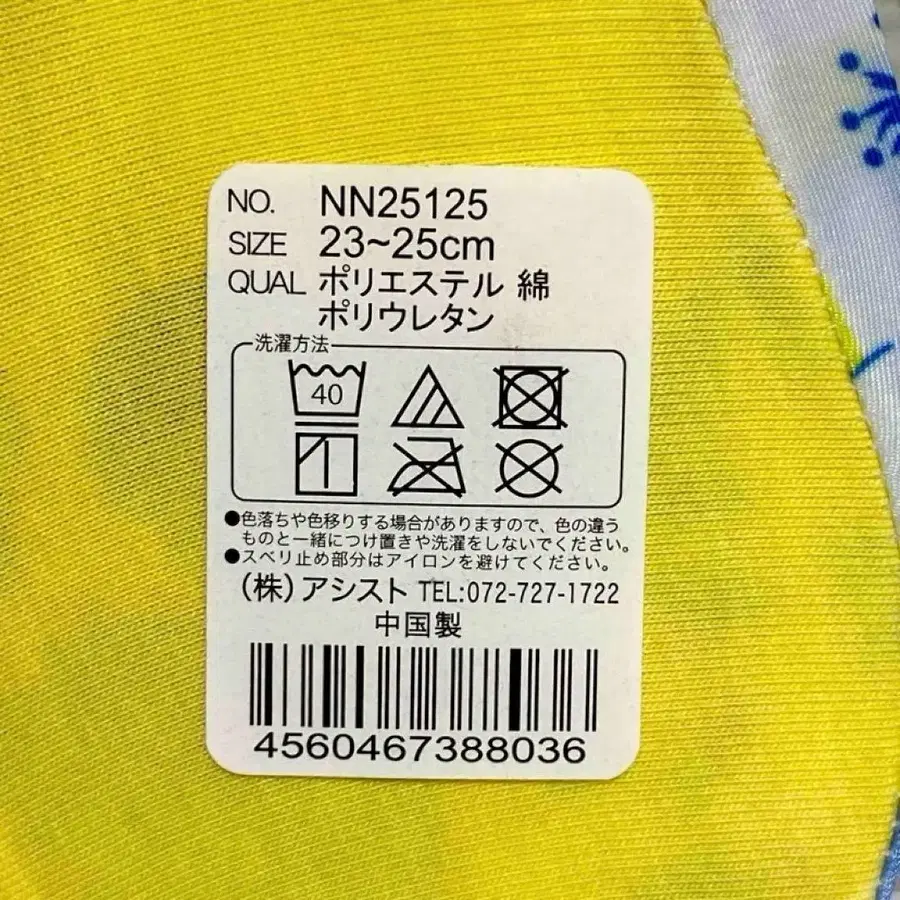 NO. NN25125
SIZE 23~25cm
QUAL ポリエステル 綿
ポリウレタン
洗濯方法
40
●色落ちや色移りする場合がありますので、色の違う
ものと一緒につけ置きや洗濯をしないでください。
●スベリ止め部分はアイロンを避けてください。
(株)アシスト TEL:072-727-1722
中国製
4560467388036